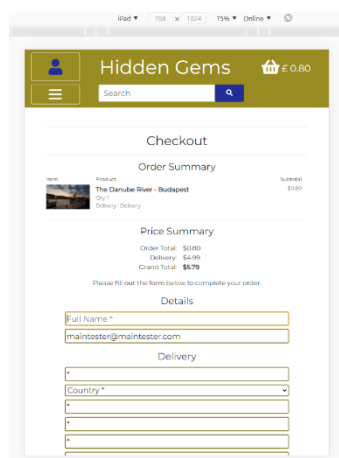 iPad ▼ 768 × 1024 75% ▼ Online ▼
Hidden Gems £ 0.80
Search
Checkout
Order Summary
Item Product Subtotal
The Danube River - Budapest $0.80
Qty: 1
Delivery: Delivery
Price Summary
Order Total: $0.80
Delivery: $4.99
Grand Total: $5.79
Please fill out the form below to complete your order
Details
Full Name *
maintester@maintester.com
Delivery
*
Country *
*
*
*
*